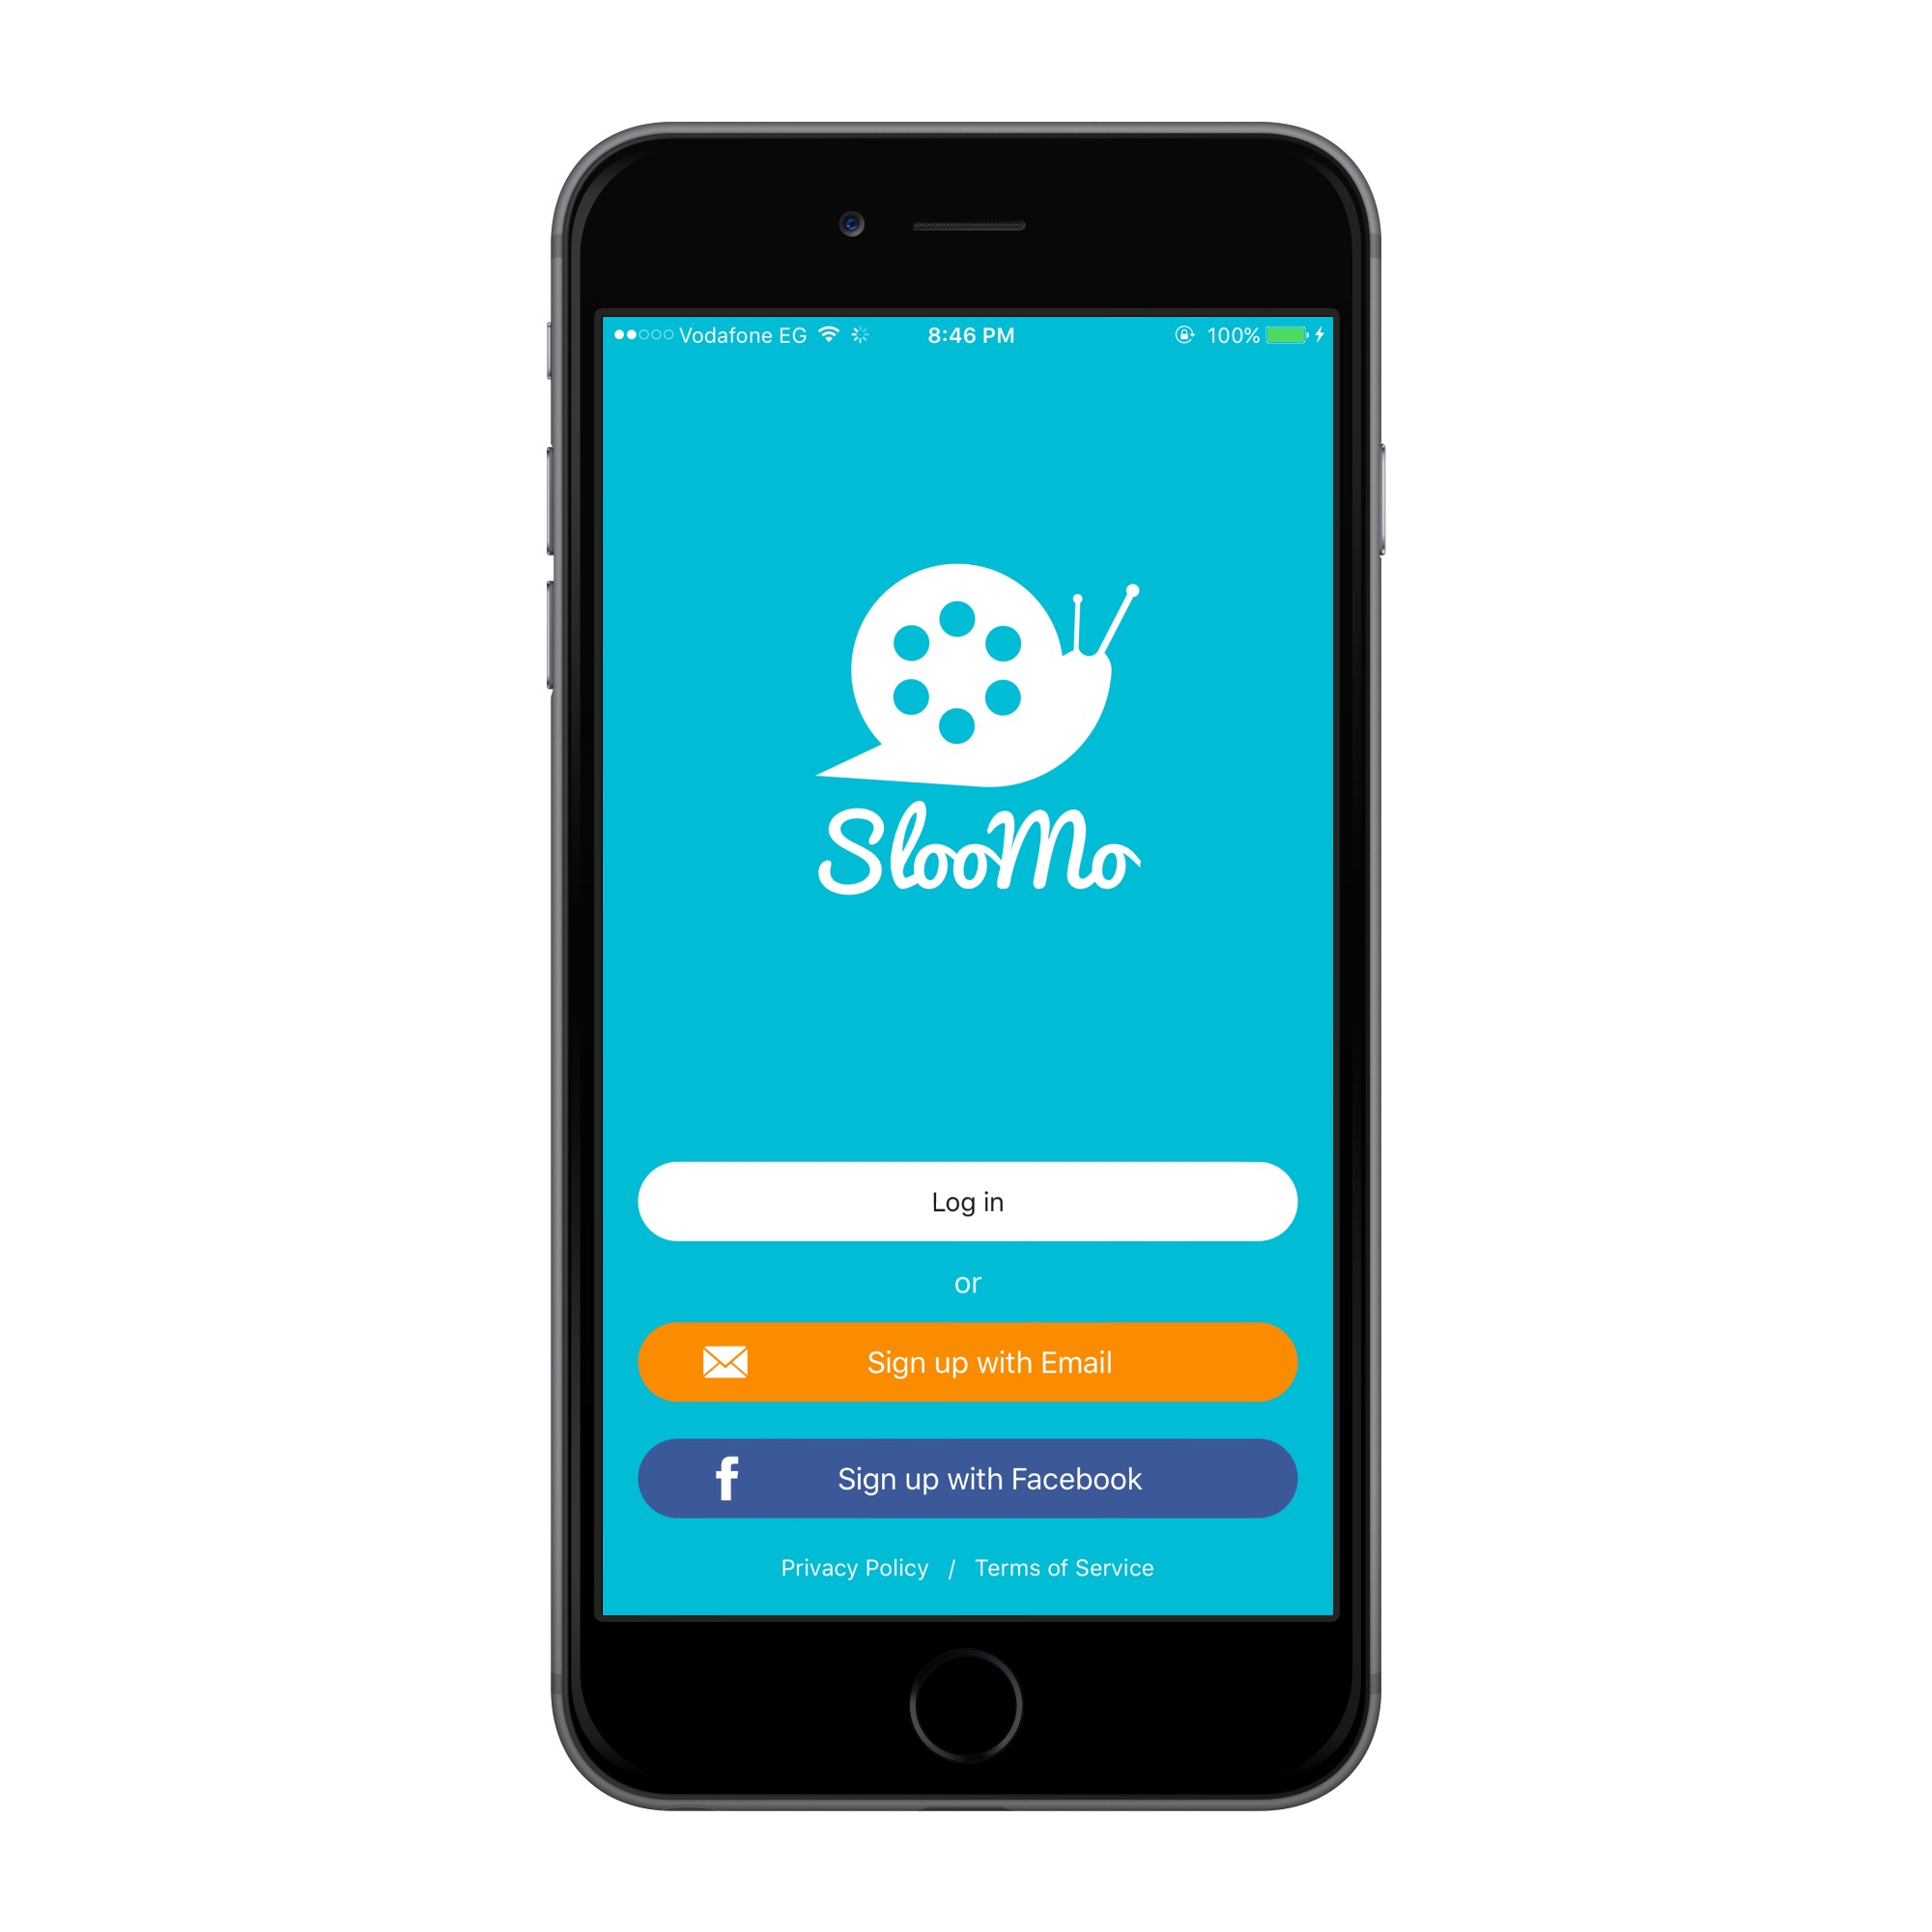 Vodafone EG 8:46 PM 100%
SlooMo
Log in
or
Sign up with Email
f Sign up with Facebook
Privacy Policy / Terms of Service